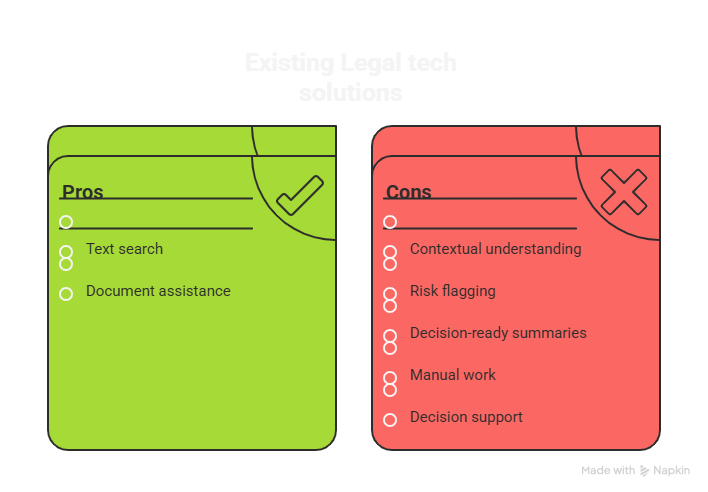 Existing Legal tech
solutions
Pros
Text search
Document assistance
Cons
Contextual understanding
Risk flagging
Decision-ready summaries
Manual work
Decision support
Made with Napkin